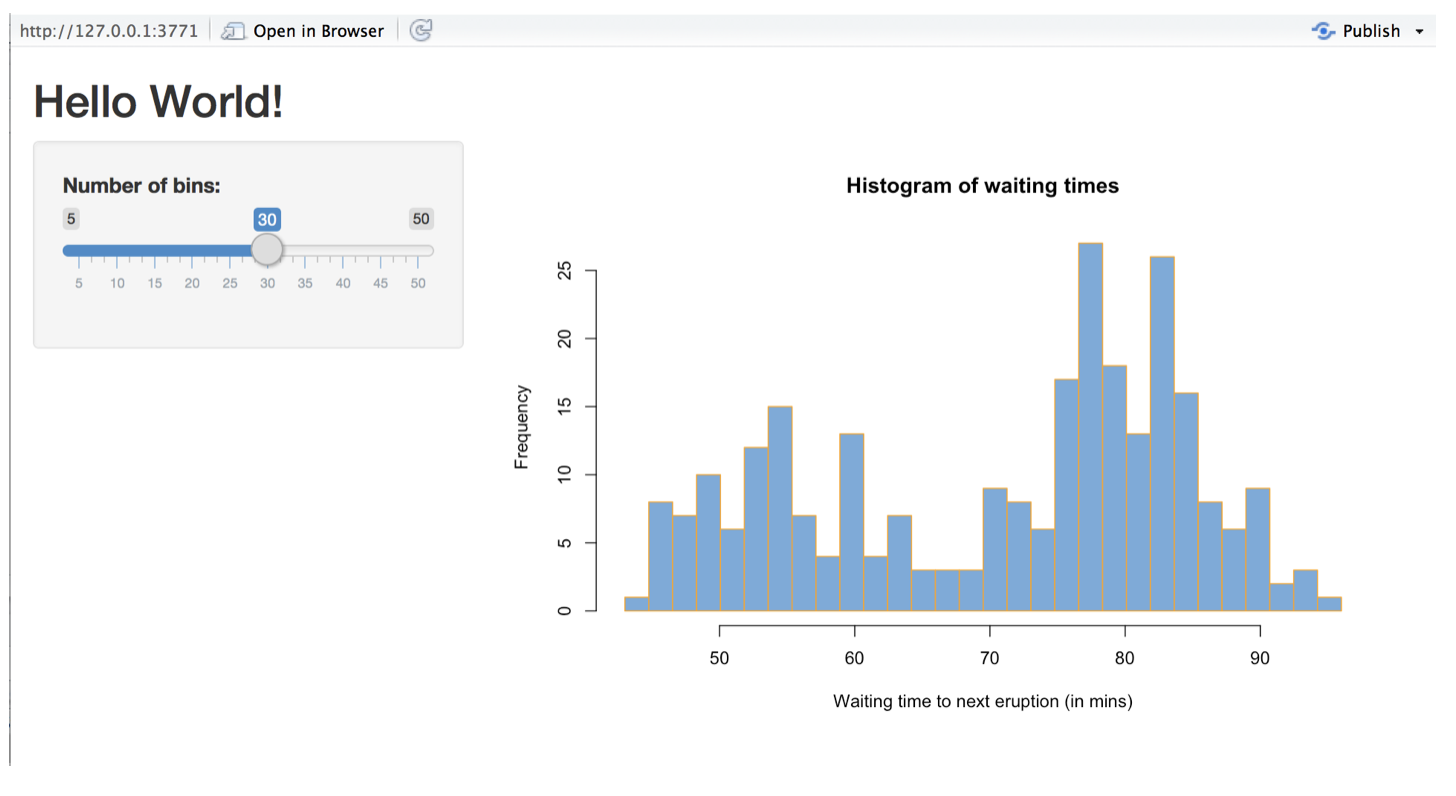 http://127.0.0.1:3771 Open in Browser Publish
Hello World!
Number of bins:
5 30 50
5 10 15 20 25 30 35 40 45 50
Histogram of waiting times
Frequency
25
20
15
10
5
0
50 60 70 80 90
Waiting time to next eruption (in mins)